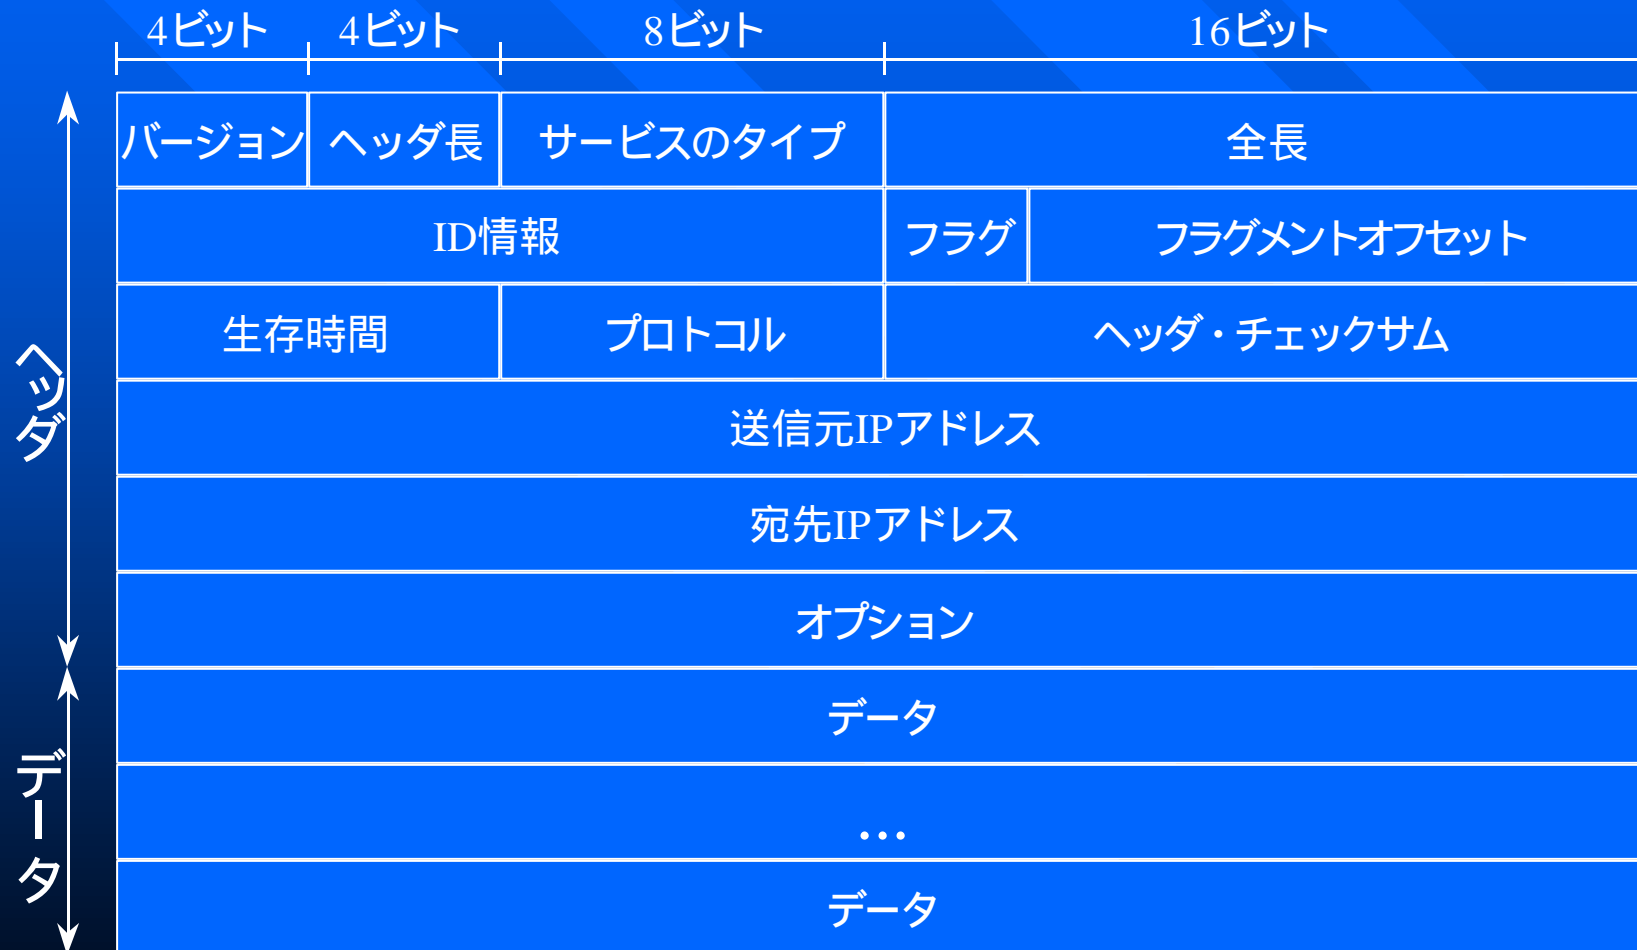 4ビット 4ビット 8ビット 16ビット
バージョン ヘッダ長 サービスのタイプ 全長
ID情報 フラグ フラグメントオフセット
生存時間 プロトコル ヘッダ・チェックサム
送信元IPアドレス
宛先IPアドレス
オプション
データ
…
データ
ヘッダ
データ